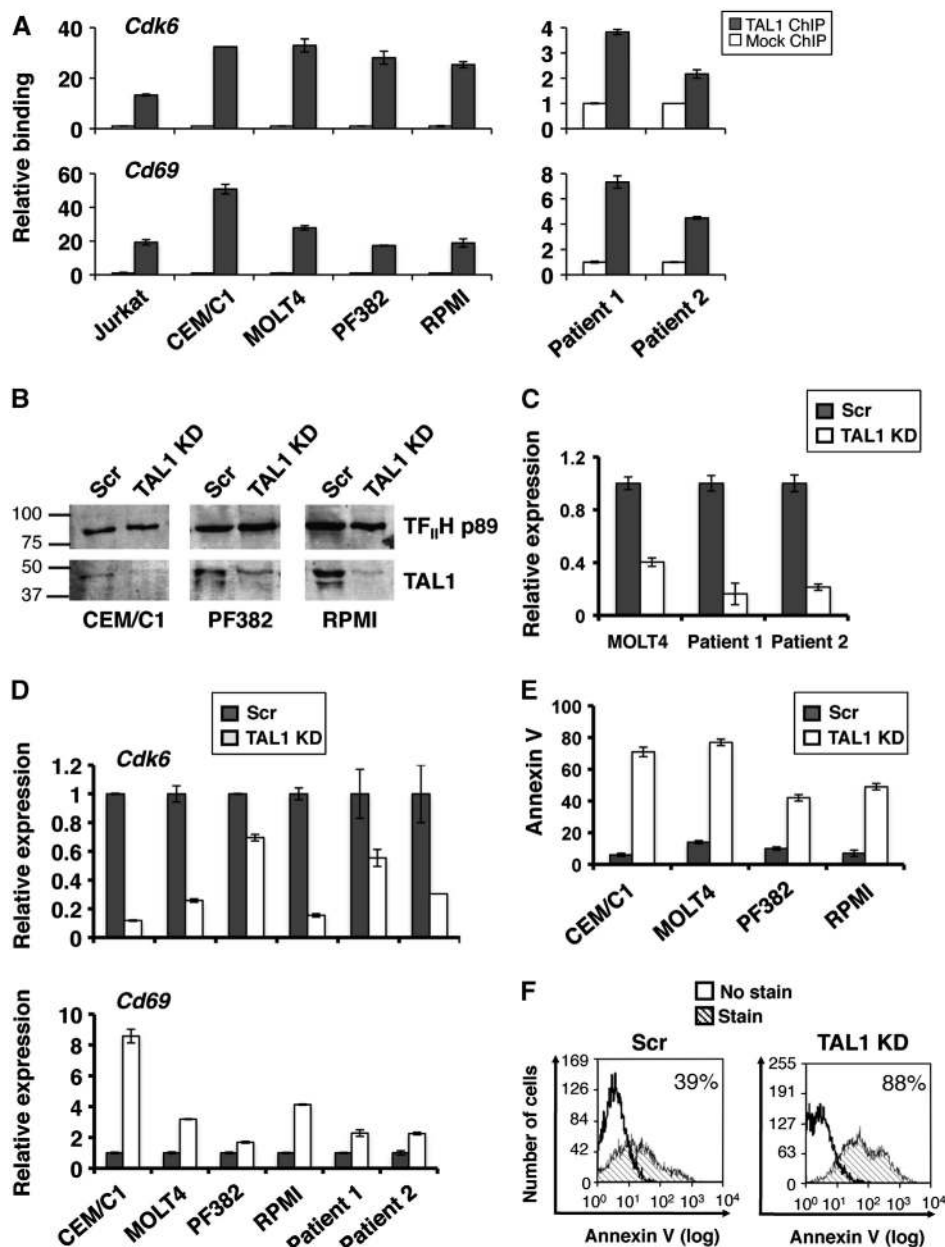 A
Cdk6
TAL1 ChIP
Mock ChIP
Relative binding
40
20
0
4
3
2
1
0
Cd69
60
40
20
0
8
6
4
2
0
Jurkat
CEM/C1
MOLT4
PF382
RPMI
Patient 1
Patient 2
B
Scr
TAL1 KD
Scr
TAL1 KD
Scr
TAL1 KD
100
75
TFIIH p89
50
37
TAL1
CEM/C1
PF382
RPMI
C
Scr
TAL1 KD
Relative expression
1.2
0.8
0.4
0
MOLT4
Patient 1
Patient 2
D
Scr
TAL1 KD
Cdk6
Relative expression
1.2
1
0.8
0.6
0.4
0.2
0
Cd69
Relative expression
10
8
6
4
2
0
CEM/C1
MOLT4
PF382
RPMI
Patient 1
Patient 2
E
Scr
TAL1 KD
Annexin V
100
80
60
40
20
0
CEM/C1
MOLT4
PF382
RPMI
F
No stain
Stain
Scr
TAL1 KD
Number of cells
169
126
84
42
0
39%
10⁰
10¹
10²
10³
10⁴
Annexin V (log)
255
191
127
63
0
88%
10⁰
10¹
10²
10³
10⁴
Annexin V (log)